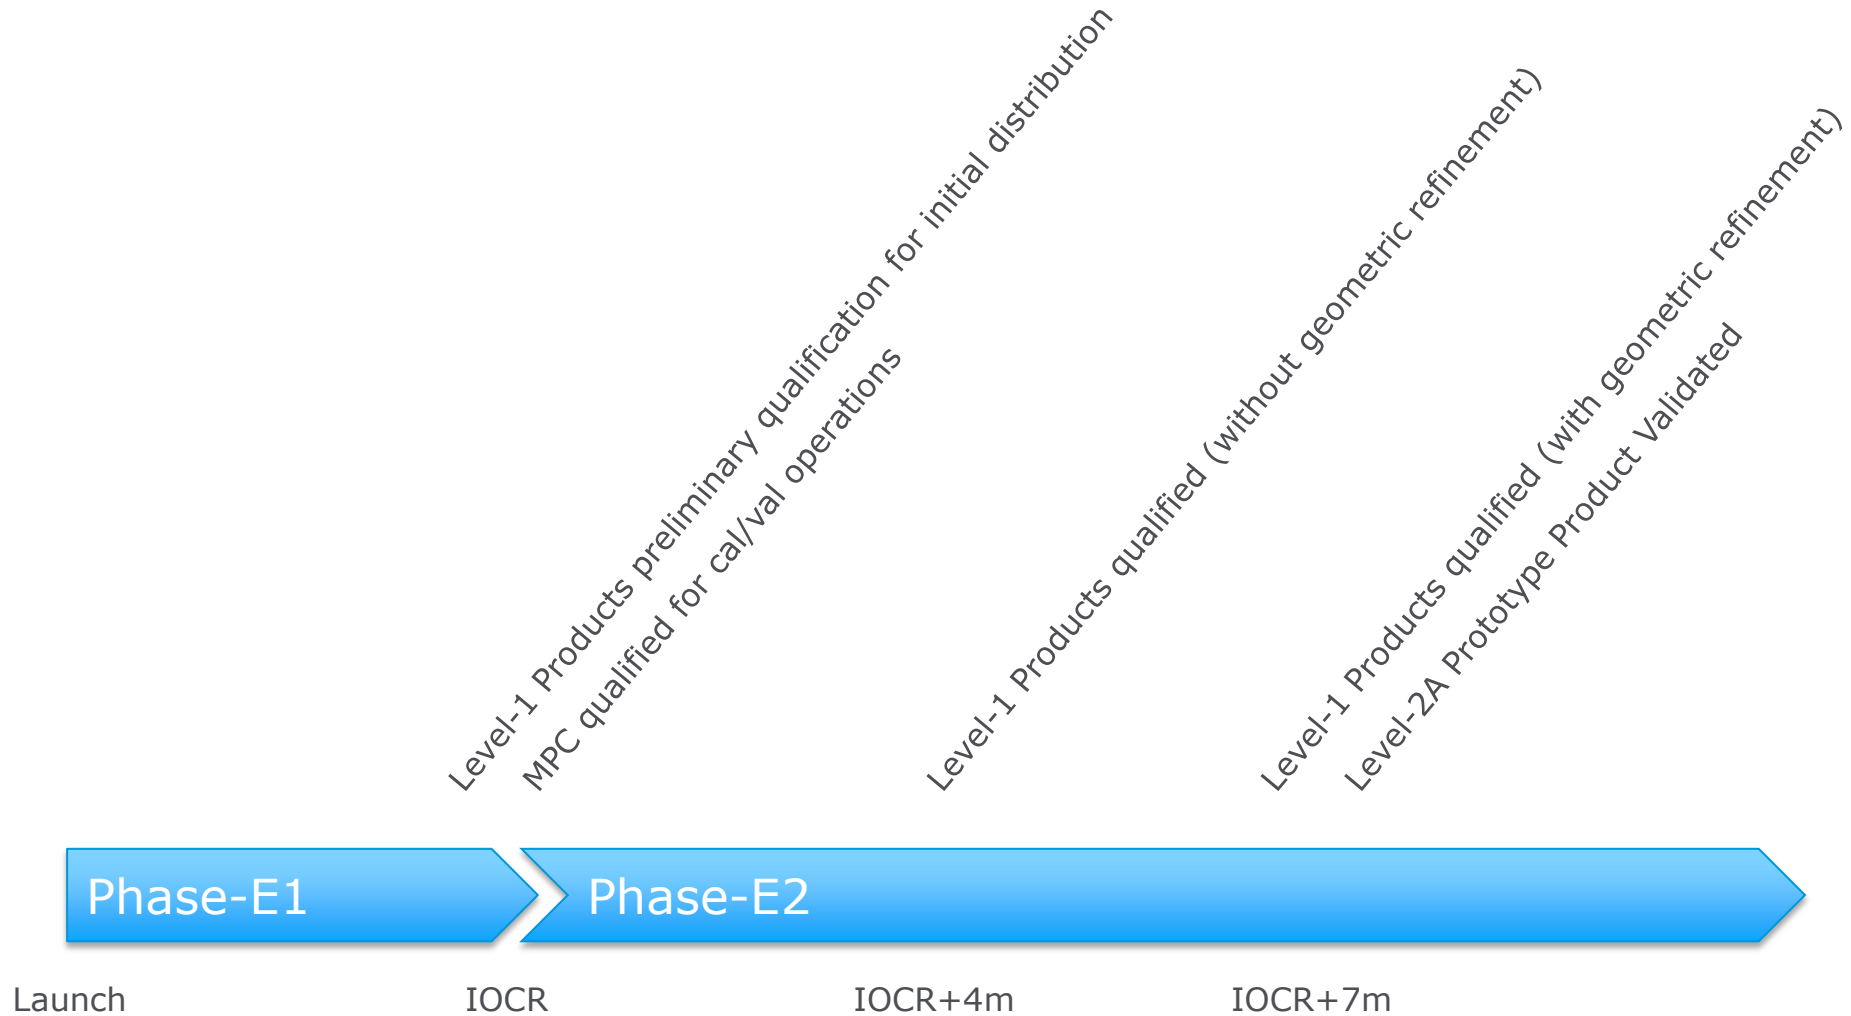 Level-1 Products preliminary qualification for initial distribution
MPC qualified for cal/val operations
Level-1 Products qualified (without geometric refinement)
Level-1 Products qualified (with geometric refinement)
Level-2A Prototype Product Validated
Phase-E1
Phase-E2
Launch
IOCR
IOCR+4m
IOCR+7m